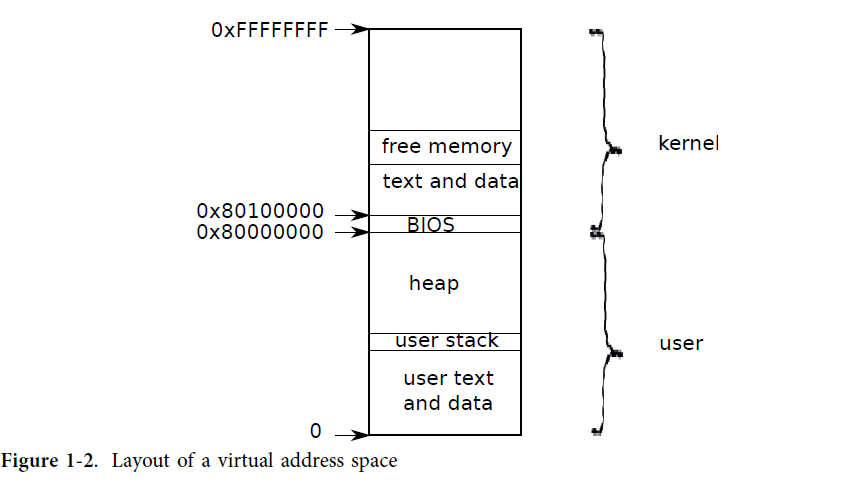 0xFFFFFFFF
free memory
kernel
text and data
0x80100000
BIOS
0x80000000
heap
user stack
user
user text
and data
0
Figure 1-2. Layout of a virtual address space